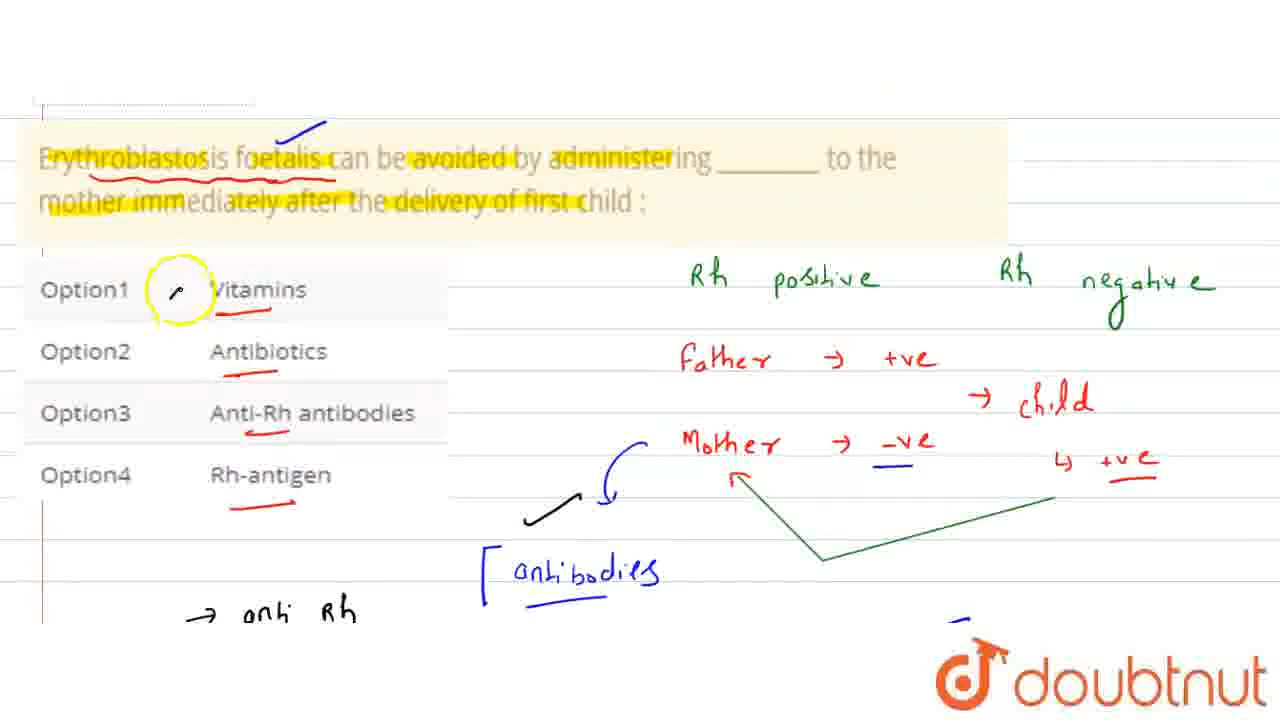 Erythroblastosis foetalis can be avoided by administering ________ to the
mother immediately after the delivery of first child :
Option1 Vitamins
Option2 Antibiotics
Option3 Anti-Rh antibodies
Option4 Rh-antigen
Rh positive Rh negative
Father → +ve
→ child
Mother → -ve
↳ +ve
antibodies
→ anti Rh
doubtnut